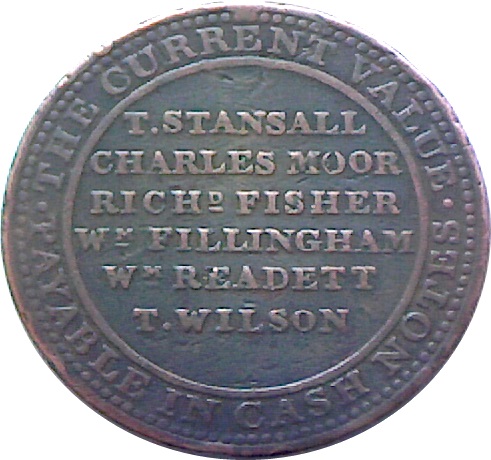 · THE CURRENT VALUE ·
PAYABLE IN CASH NOTES
T. STANSALL
CHARLES MOOR
RICHD FISHER
WM FILLINGHAM
WM READETT
T. WILSON